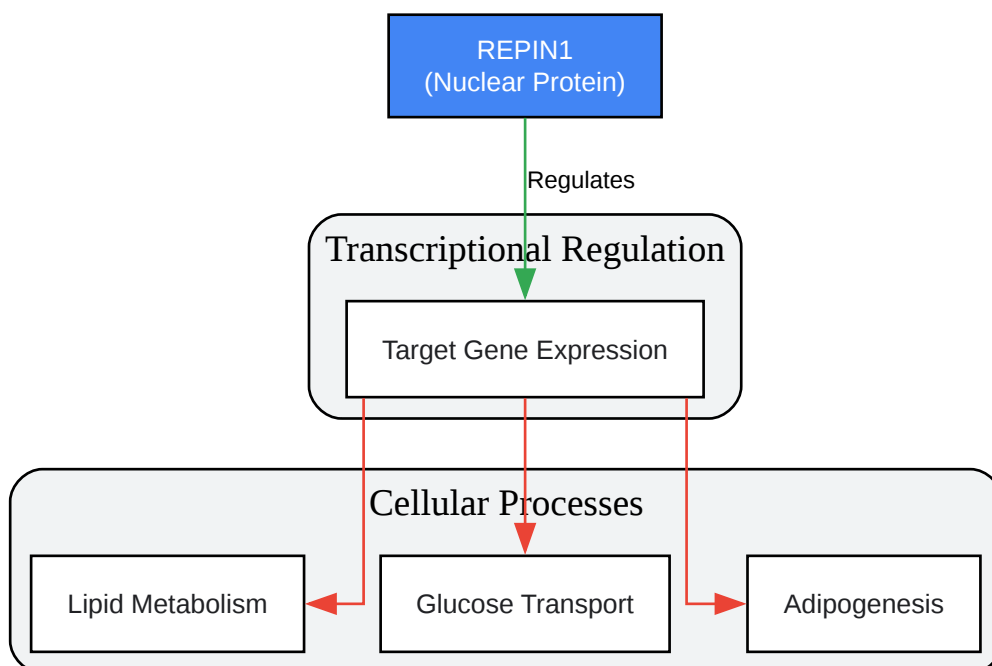 REPIN1
(Nuclear Protein)
Regulates
Transcriptional Regulation
Target Gene Expression
Cellular Processes
Lipid Metabolism
Glucose Transport
Adipogenesis